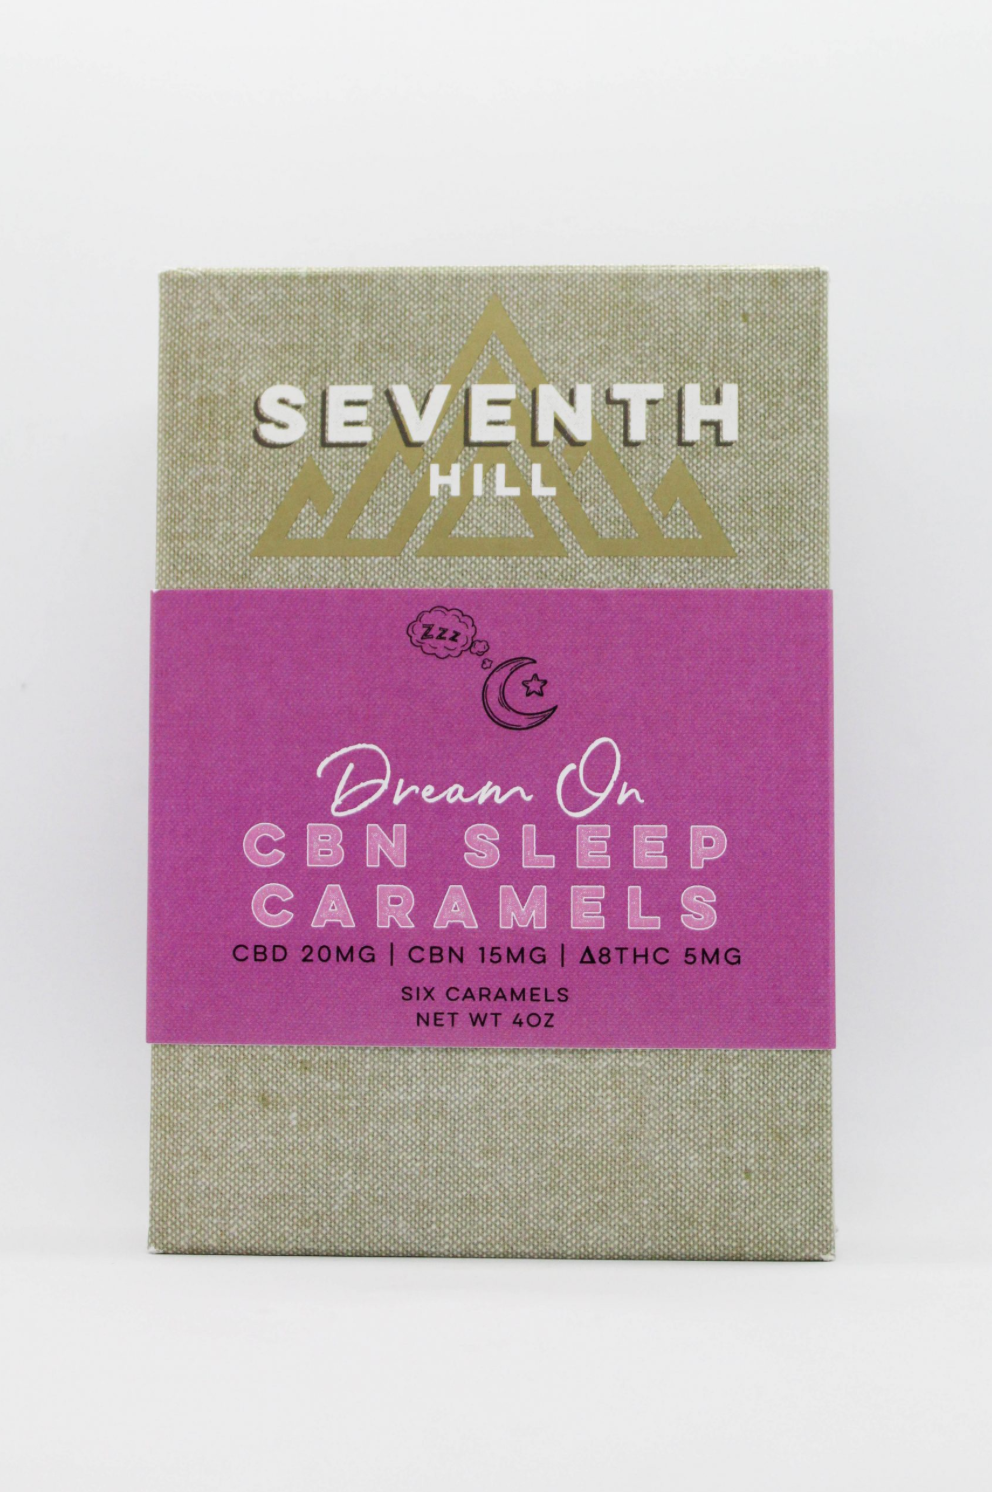 SEVENTH
HILL
Zzz
Dream On
CBN SLEEP
CARAMELS
CBD 20MG | CBN 15MG | Δ8THC 5MG
SIX CARAMELS
NET WT 4OZ